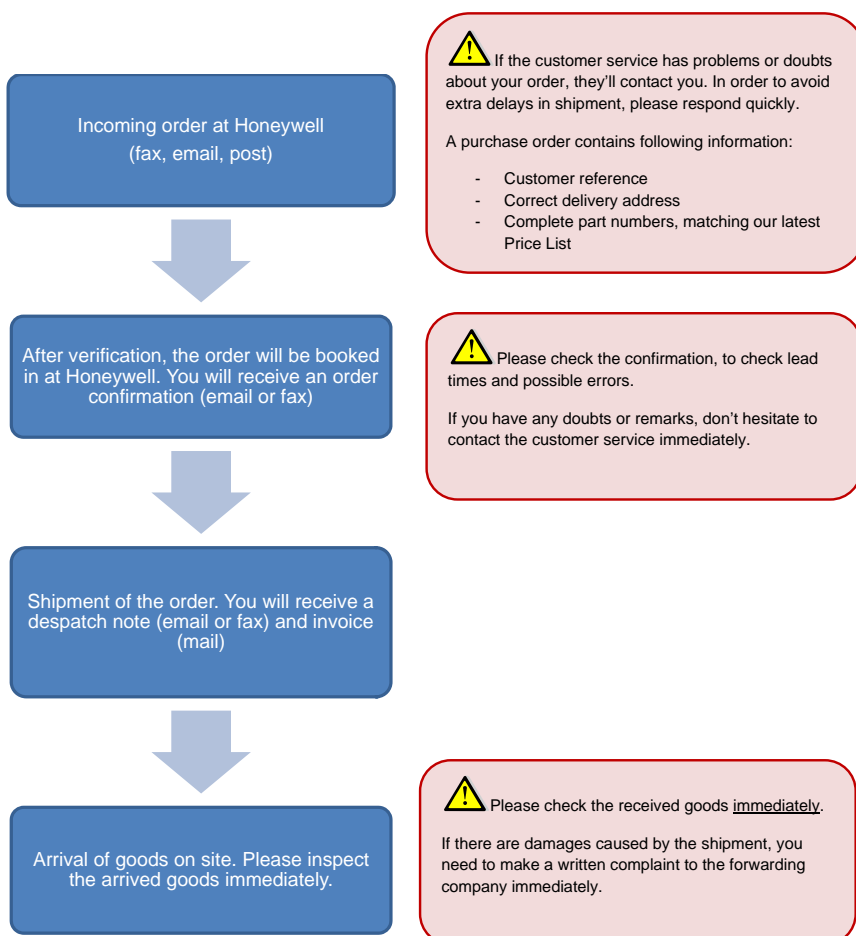 Incoming order at Honeywell
(fax, email, post)
If the customer service has problems or doubts
about your order, they'll contact you. In order to avoid
extra delays in shipment, please respond quickly.
A purchase order contains following information:
- Customer reference
- Correct delivery address
- Complete part numbers, matching our latest
Price List
After verification, the order will be booked
in at Honeywell. You will receive an order
confirmation (email or fax)
Please check the confirmation, to check lead
times and possible errors.
If you have any doubts or remarks, don't hesitate to
contact the customer service immediately.
Shipment of the order. You will receive a
despatch note (email or fax) and invoice
(mail)
Arrival of goods on site. Please inspect
the arrived goods immediately.
Please check the received goods immediately.
If there are damages caused by the shipment, you
need to make a written complaint to the forwarding
company immediately.